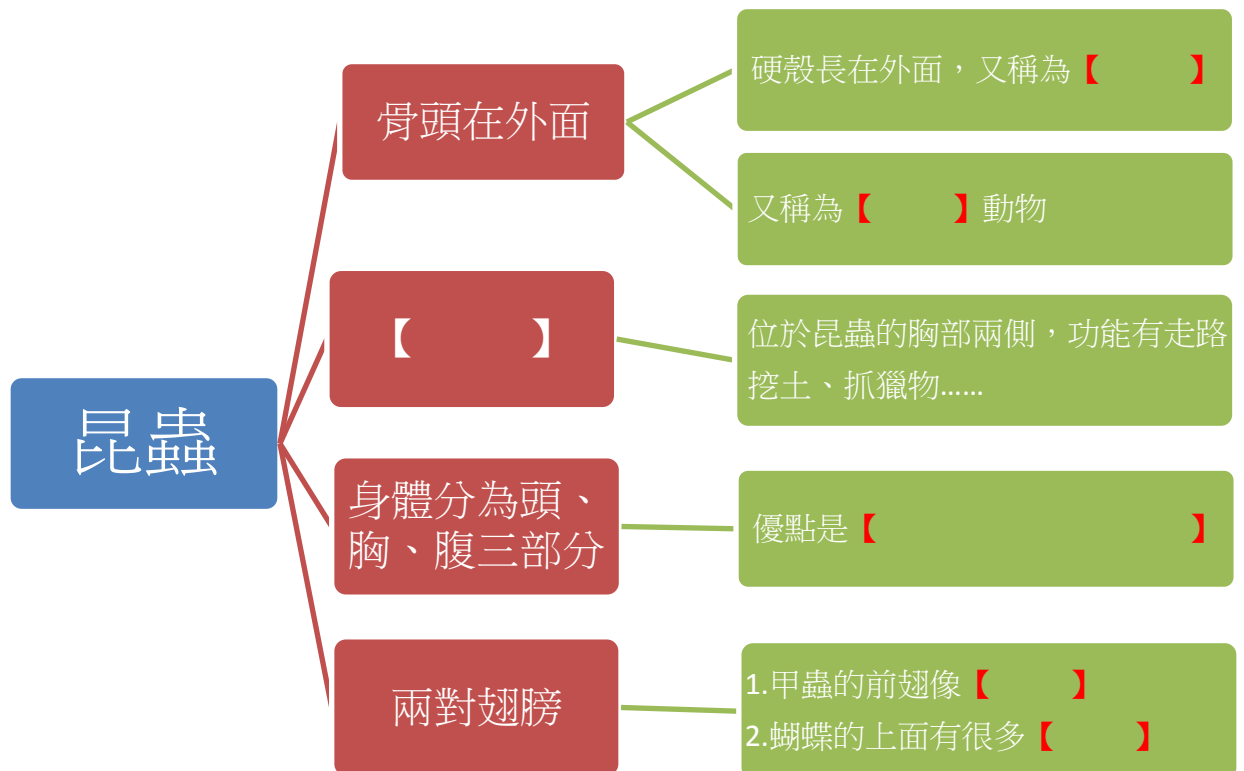 昆蟲
骨頭在外面
硬殼長在外面，又稱為【　　　】
又稱為【　　　】動物
【　　　】
位於昆蟲的胸部兩側，功能有走路
挖土、抓獵物……
身體分為頭、
胸、腹三部分
優點是【　　　　　　　　　　　】
兩對翅膀
1.甲蟲的前翅像【　　　】
2.蝴蝶的上面有很多【　　　】